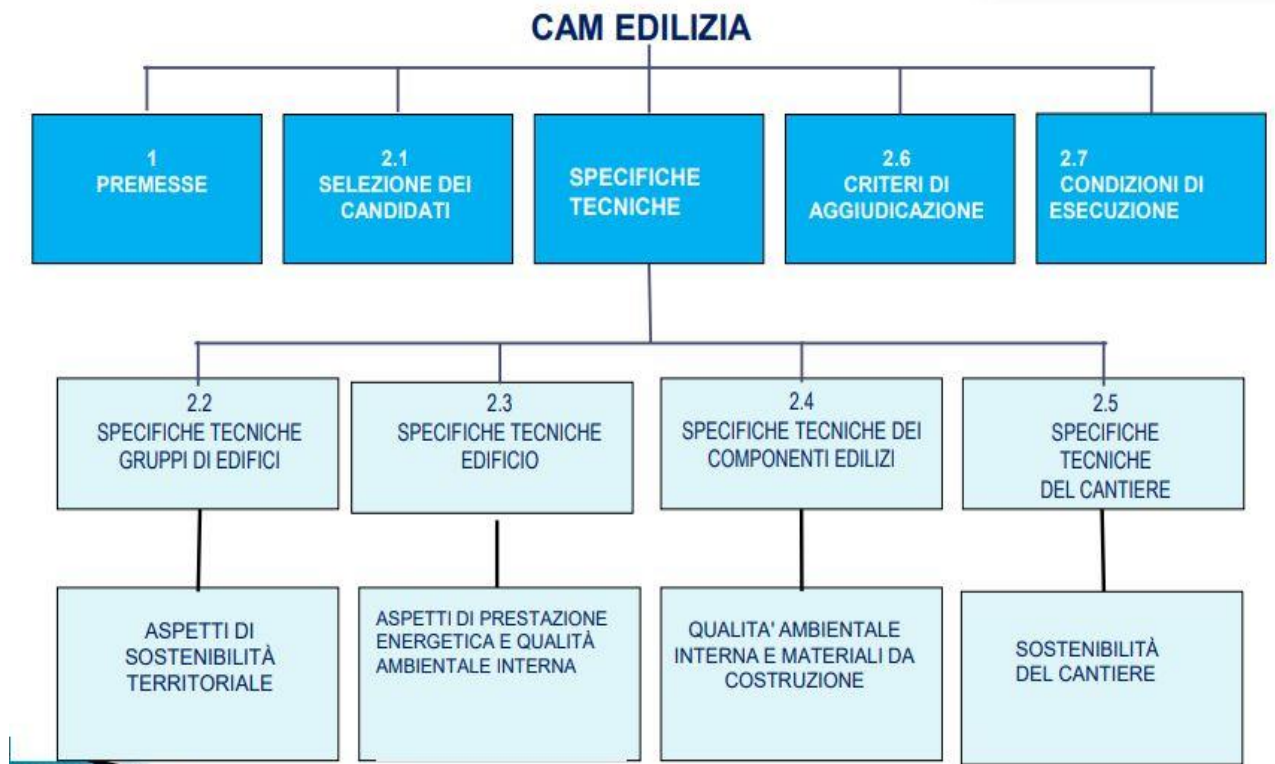 CAM EDILIZIA
1
PREMESSE
2.1
SELEZIONE DEI
CANDIDATI
SPECIFICHE
TECNICHE
2.6
CRITERI DI
AGGIUDICAZIONE
2.7
CONDIZIONI DI
ESECUZIONE
2.2
SPECIFICHE TECNICHE
GRUPPI DI EDIFICI
2.3
SPECIFICHE TECNICHE
EDIFICIO
2.4
SPECIFICHE TECNICHE DEI
COMPONENTI EDILIZI
2.5
SPECIFICHE
TECNICHE
DEL CANTIERE
ASPETTI DI
SOSTENIBILITÀ
TERRITORIALE
ASPETTI DI PRESTAZIONE
ENERGETICA E QUALITÀ
AMBIENTALE INTERNA
QUALITA' AMBIENTALE
INTERNA E MATERIALI DA
COSTRUZIONE
SOSTENIBILITÀ
DEL CANTIERE